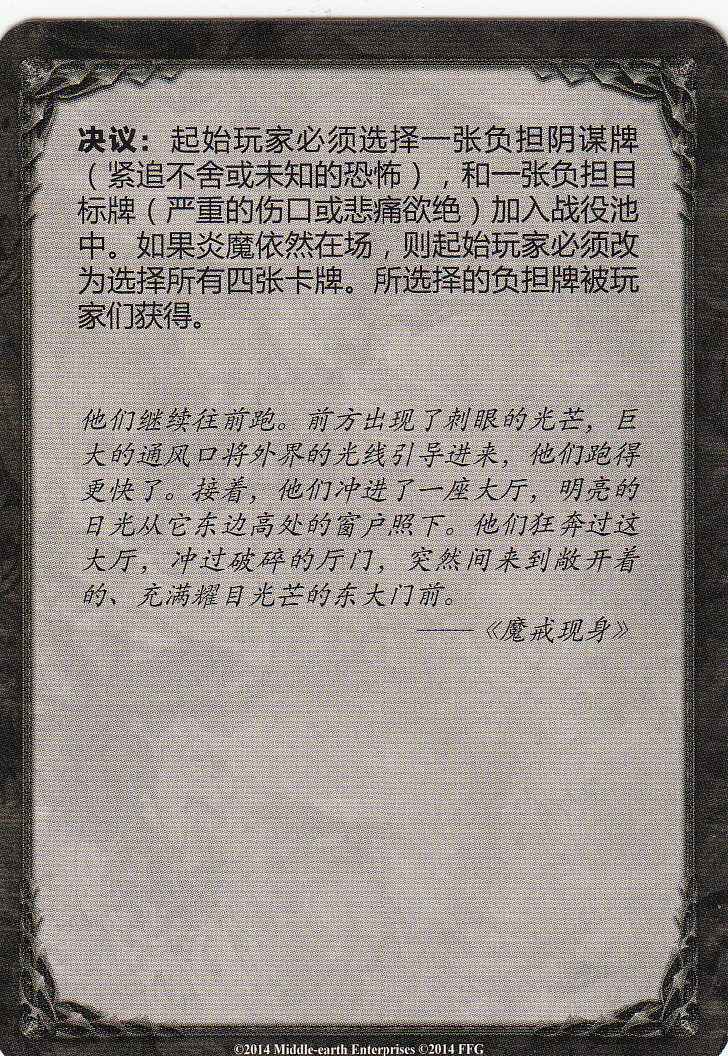 决议：起始玩家必须选择一张负担阴谋牌
（紧追不舍或未知的恐怖），和一张负担目
标牌（严重的伤口或悲痛欲绝）加入战役池
中。如果炎魔依然在场，则起始玩家必须改
为选择所有四张卡牌。所选择的负担牌被玩
家们获得。
他们继续往前跑。前方出现了刺眼的光芒，巨
大的通风口将外界的光线引导进来，他们跑得
更快了。接着，他们冲进了一座大厅，明亮的
日光从它东边高处的窗户照下。他们狂奔过这
大厅，冲过破碎的厅门，突然间来到敞开着
的、充满耀目光芒的东大门前。
——《魔戒现身》
©2014 Middle-earth Enterprises ©2014 FFG